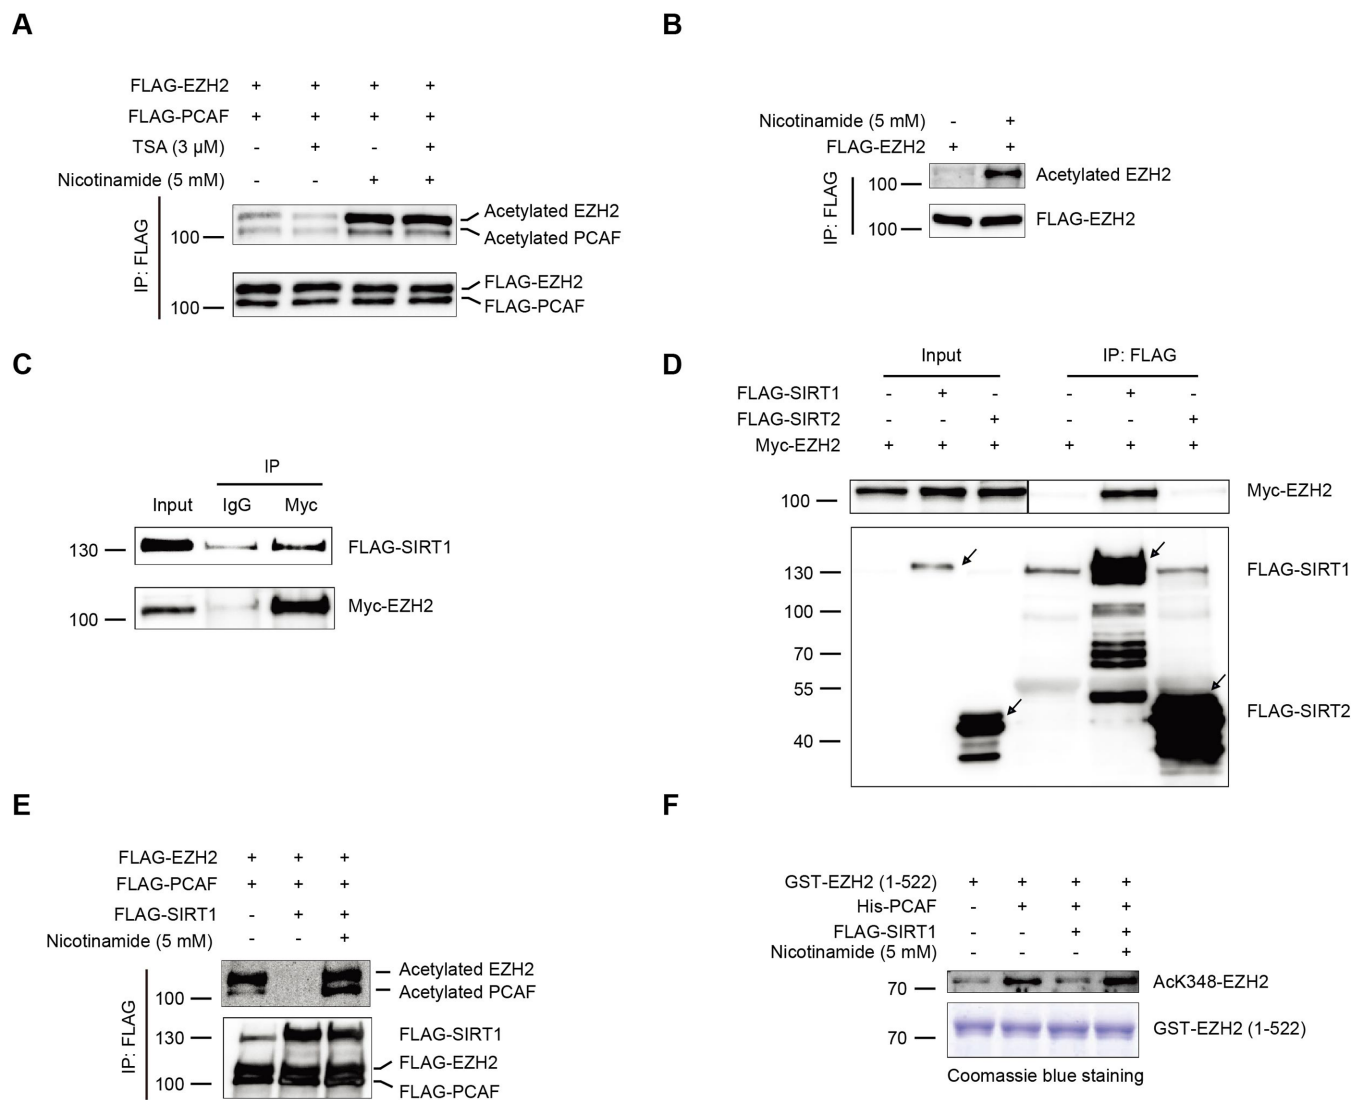 A
FLAG-EZH2 + + + +
FLAG-PCAF + + + +
TSA (3 µM) - + - +
Nicotinamide (5 mM) - - + +
IP: FLAG
Acetylated EZH2
100
Acetylated PCAF
FLAG-EZH2
100
FLAG-PCAF
B
Nicotinamide (5 mM) - +
FLAG-EZH2 + +
IP: FLAG
100
Acetylated EZH2
100
FLAG-EZH2
C
IP
Input IgG Myc
130
FLAG-SIRT1
100
Myc-EZH2
D
Input IP: FLAG
FLAG-SIRT1 - + - - + -
FLAG-SIRT2 - - + - - +
Myc-EZH2 + + + + + +
100
Myc-EZH2
130
FLAG-SIRT1
100
70
55
FLAG-SIRT2
40
E
FLAG-EZH2 + + +
FLAG-PCAF + + +
FLAG-SIRT1 - + +
Nicotinamide (5 mM) - - +
IP: FLAG
Acetylated EZH2
100
Acetylated PCAF
130
FLAG-SIRT1
FLAG-EZH2
100
FLAG-PCAF
F
GST-EZH2 (1-522) + + + +
His-PCAF - + + +
FLAG-SIRT1 - - + +
Nicotinamide (5 mM) - - - +
70
AcK348-EZH2
70
GST-EZH2 (1-522)
Coomassie blue staining